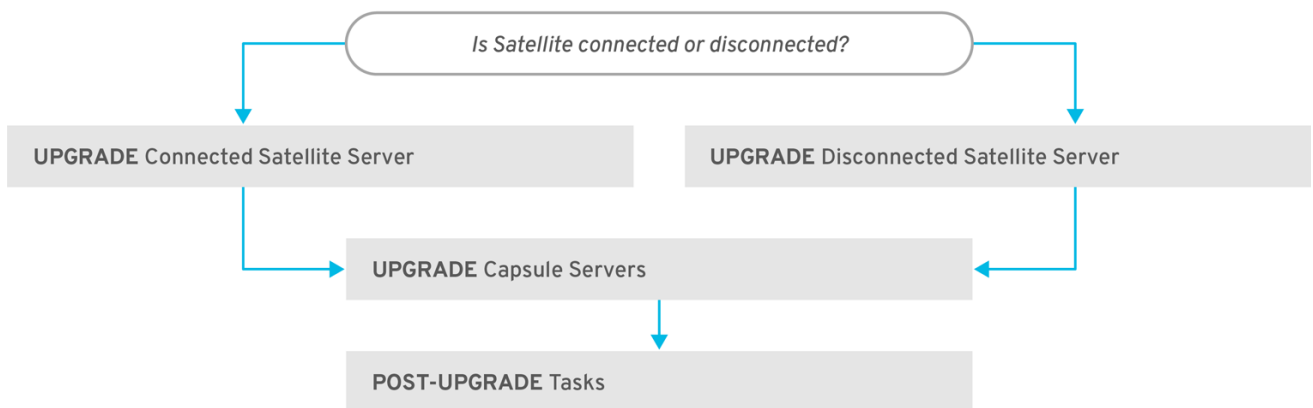 Is Satellite connected or disconnected?
UPGRADE Connected Satellite Server
UPGRADE Disconnected Satellite Server
UPGRADE Capsule Servers
POST-UPGRADE Tasks